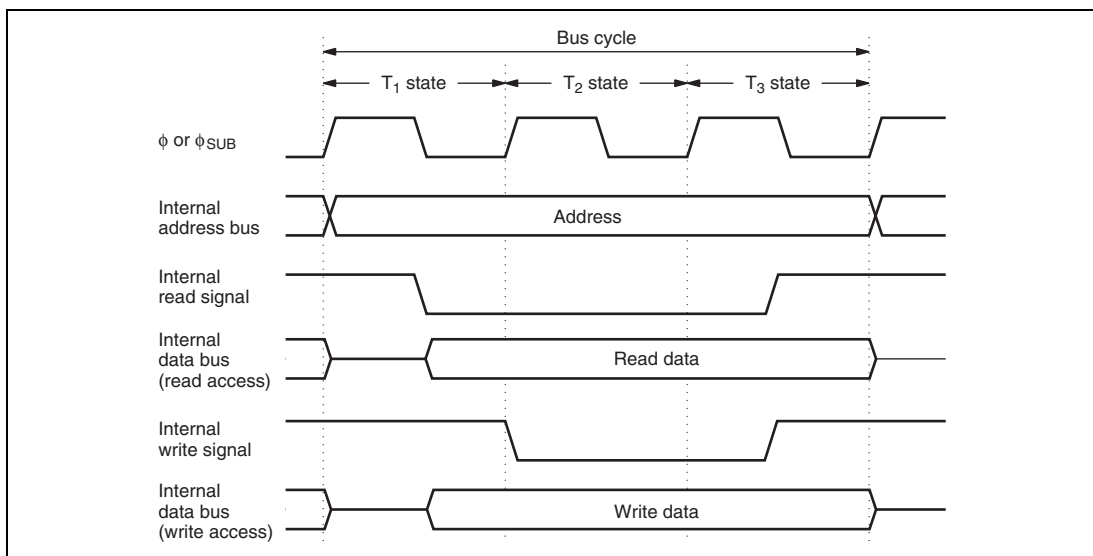 Bus cycle
T₁ state
T₂ state
T₃ state
ϕ or ϕSUB
Internal
address bus
Address
Internal
read signal
Internal
data bus
(read access)
Read data
Internal
write signal
Internal
data bus
(write access)
Write data